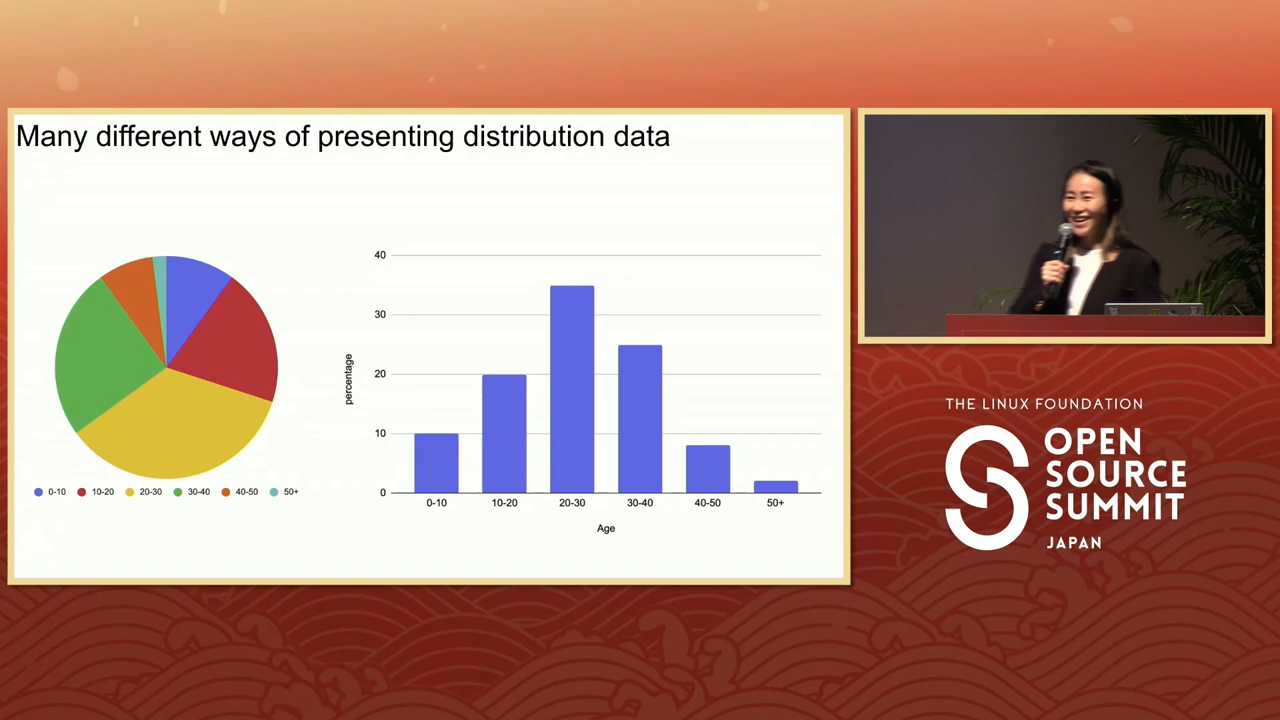 Many different ways of presenting distribution data
0-10 10-20 20-30 30-40 40-50 50+
40
30
20
10
0
percentage
0-10 10-20 20-30 30-40 40-50 50+
Age
THE LINUX FOUNDATION
OPEN
SOURCE
SUMMIT
JAPAN